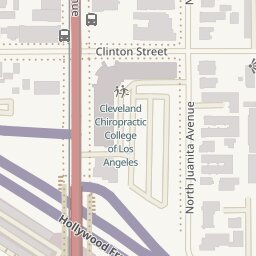 Clinton Street
Cleveland
Chiropractic
College
of Los
Angeles
North Juanita Avenue
Hollywood Fr